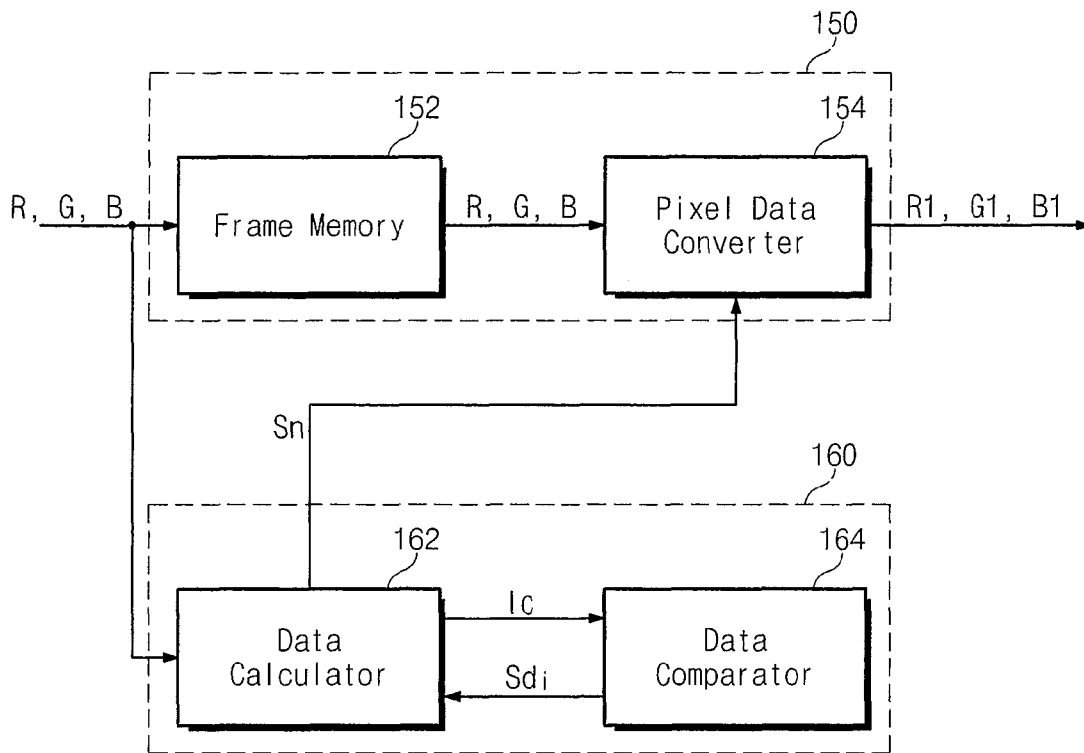 150
152
154
R, G, B
Frame Memory
R, G, B
Pixel Data
Converter
R1, G1, B1
Sn
160
162
164
Data
Calculator
Ic
Sdi
Data
Comparator